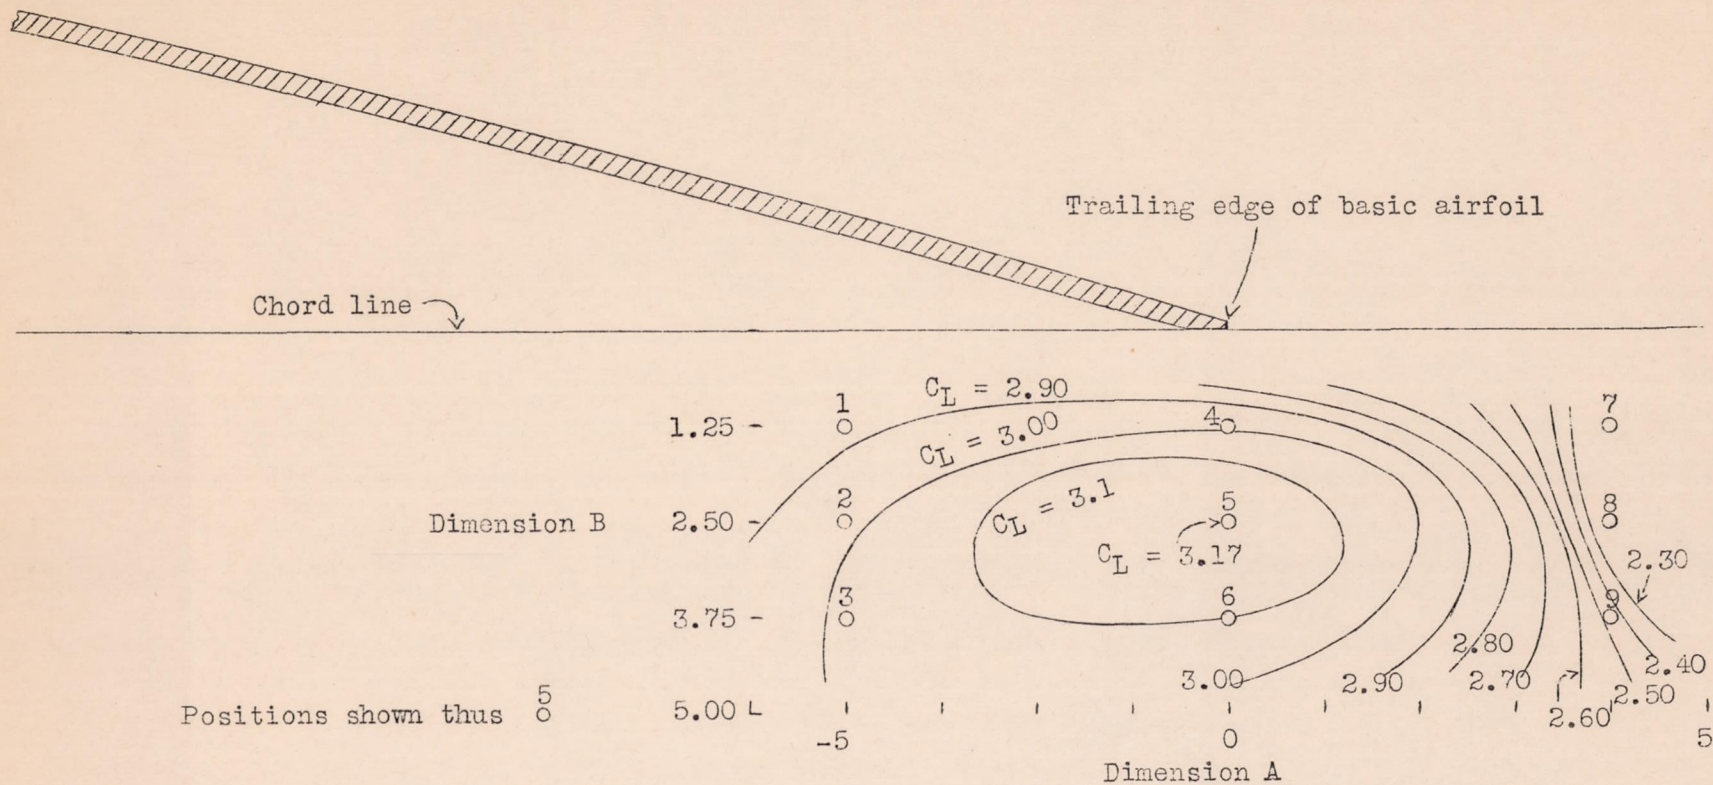 Trailing edge of basic airfoil
Chord line
C_L = 2.90
1
7
1.25
4
C_L = 3.00
C_L = 3.1
2
5
8
Dimension B 2.50
C_L = 3.17
2.30
3
6
9
3.75
2.80
2.40
3.00
2.90
2.70
2.50
5
Positions shown thus
5.00
2.60
-5 0 5
Dimension A